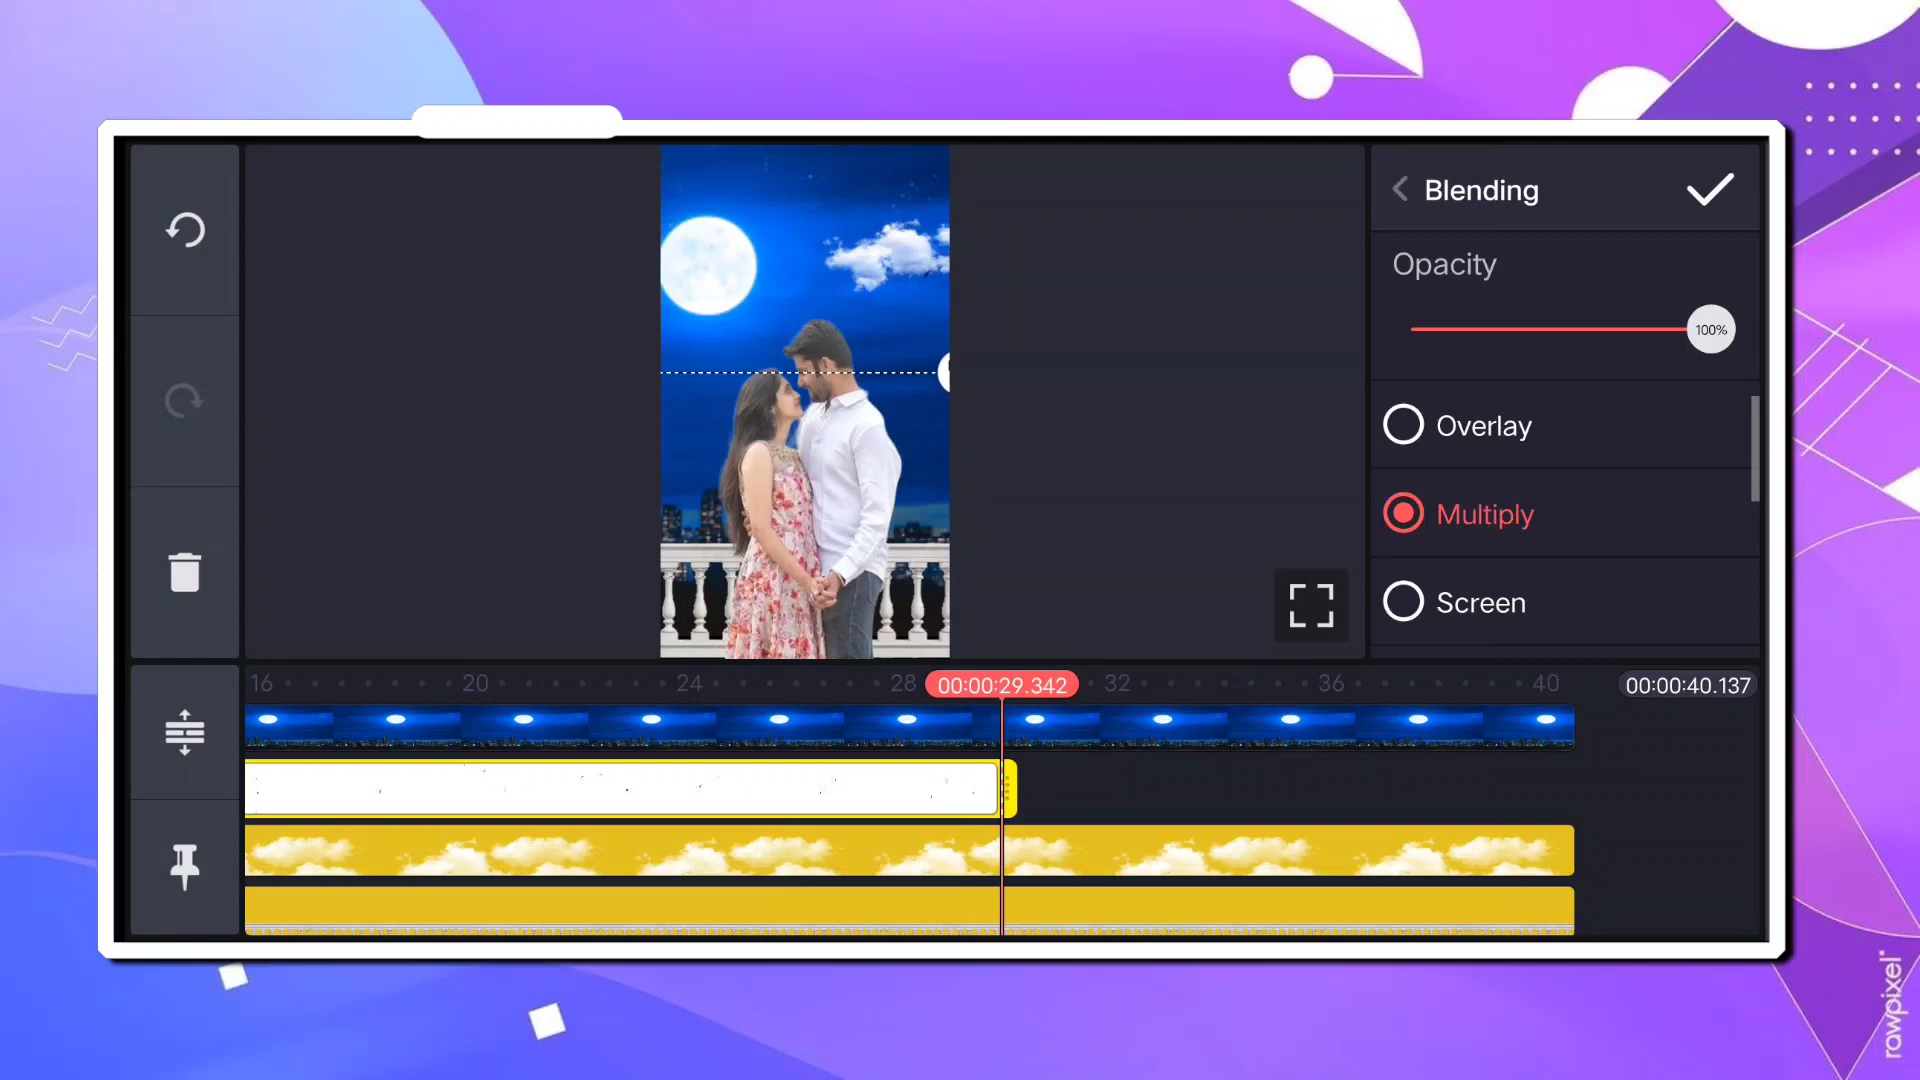 Blending
Opacity
100%
Overlay
Multiply
Screen
16 20 24 28 00:00:29.342 32 36 40 00:00:40.137
rawpixel